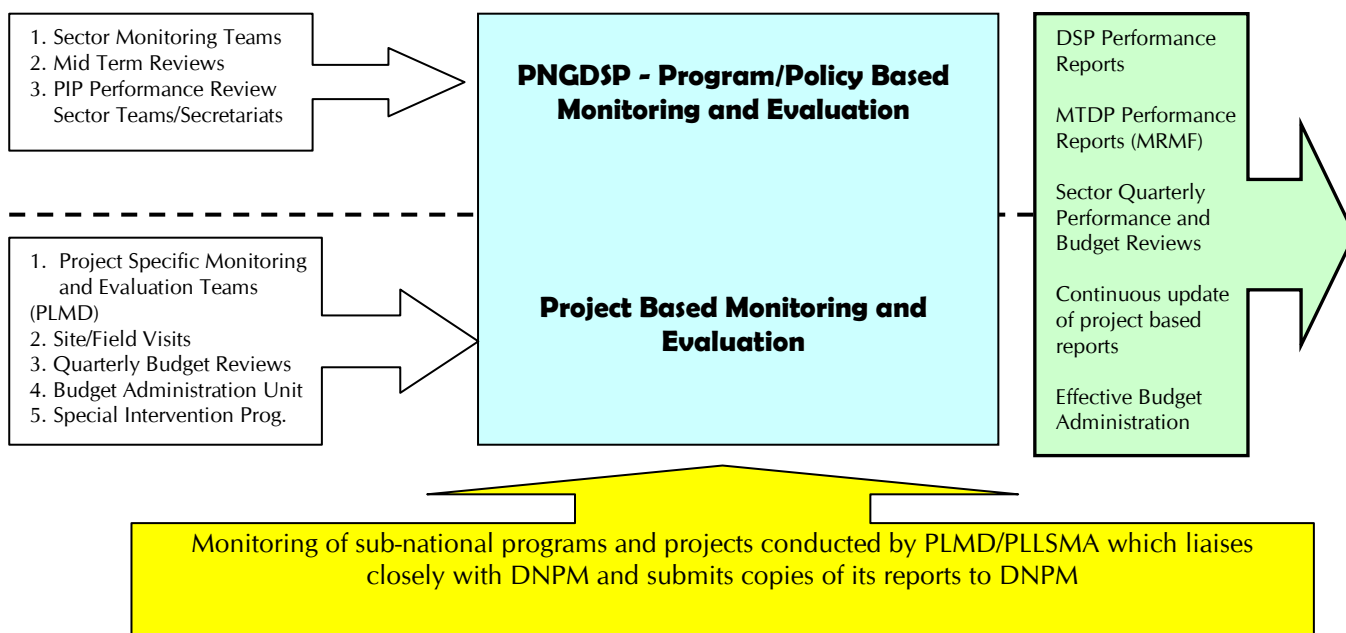 1. Sector Monitoring Teams
2. Mid Term Reviews
3. PIP Performance Review
Sector Teams/Secretariats
PNGDSP - Program/Policy Based
Monitoring and Evaluation
DSP Performance
Reports
MTDP Performance
Reports (MRMF)
Sector Quarterly
Performance and
Budget Reviews
Continuous update
of project based
reports
Effective Budget
Administration
1. Project Specific Monitoring
and Evaluation Teams
(PLMD)
2. Site/Field Visits
3. Quarterly Budget Reviews
4. Budget Administration Unit
5. Special Intervention Prog.
Project Based Monitoring and
Evaluation
Monitoring of sub-national programs and projects conducted by PLMD/PLLSMA which liaises
closely with DNPM and submits copies of its reports to DNPM